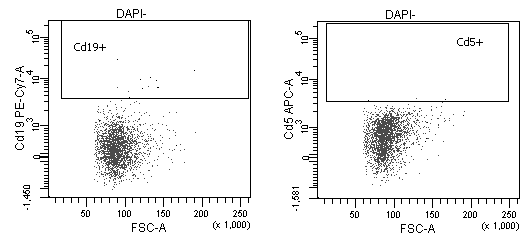 DAPI-
Cd19+
Cd19 PE-Cy7-A
10^5
10^4
10^3
0
-1,460
50 100 150 200 250
(x 1,000)
FSC-A
DAPI-
Cd5+
Cd5 APC-A
10^5
10^4
10^3
0
-1,681
50 100 150 200 250
(x 1,000)
FSC-A